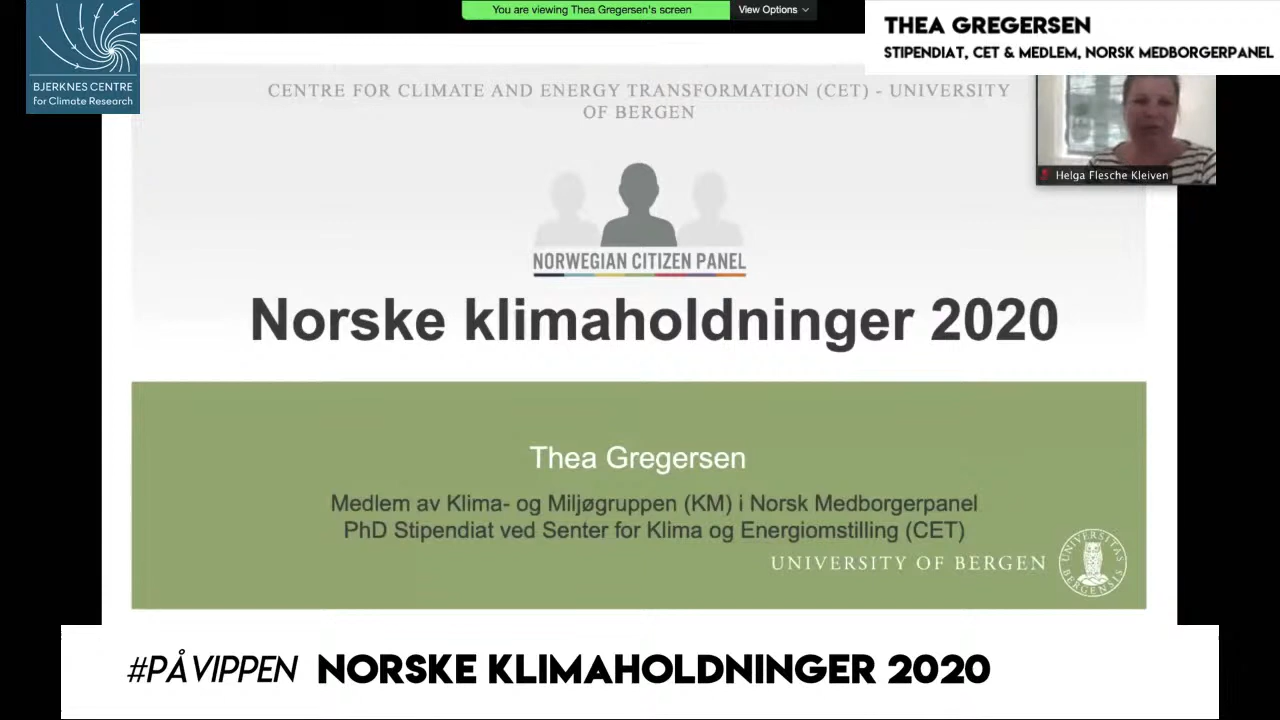 You are viewing Thea Gregersen's screen
View Options
THEA GREGERSEN
STIPENDIAT, CET & MEDLEM, NORSK MEDBORGERPANEL
BJERKNES CENTRE
for Climate Research
CENTRE FOR CLIMATE AND ENERGY TRANSFORMATION (CET) - UNIVERSITY
OF BERGEN
Helga Flesche Kleiven
NORWEGIAN CITIZEN PANEL
Norske klimaholdninger 2020
Thea Gregersen
Medlem av Klima- og Miljøgruppen (KM) i Norsk Medborgerpanel
PhD Stipendiat ved Senter for Klima og Energiomstilling (CET)
UNIVERSITY OF BERGEN
UNIVERSITAS
BERGENSIS
#PÅVIPPEN NORSKE KLIMAHOLDNINGER 2020